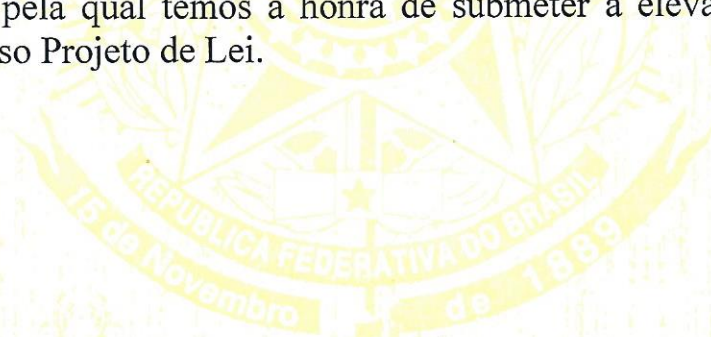 pela qual temos a honra de submeter à eleva
so Projeto de Lei.
REPUBLICA FEDERATIVA DO BRASIL
15 de Novembro de 1889